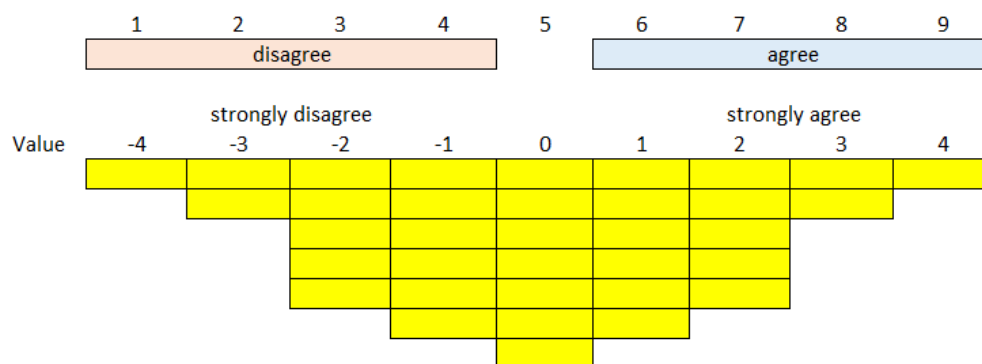 1 2 3 4 5 6 7 8 9
disagree agree
strongly disagree strongly agree
Value -4 -3 -2 -1 0 1 2 3 4